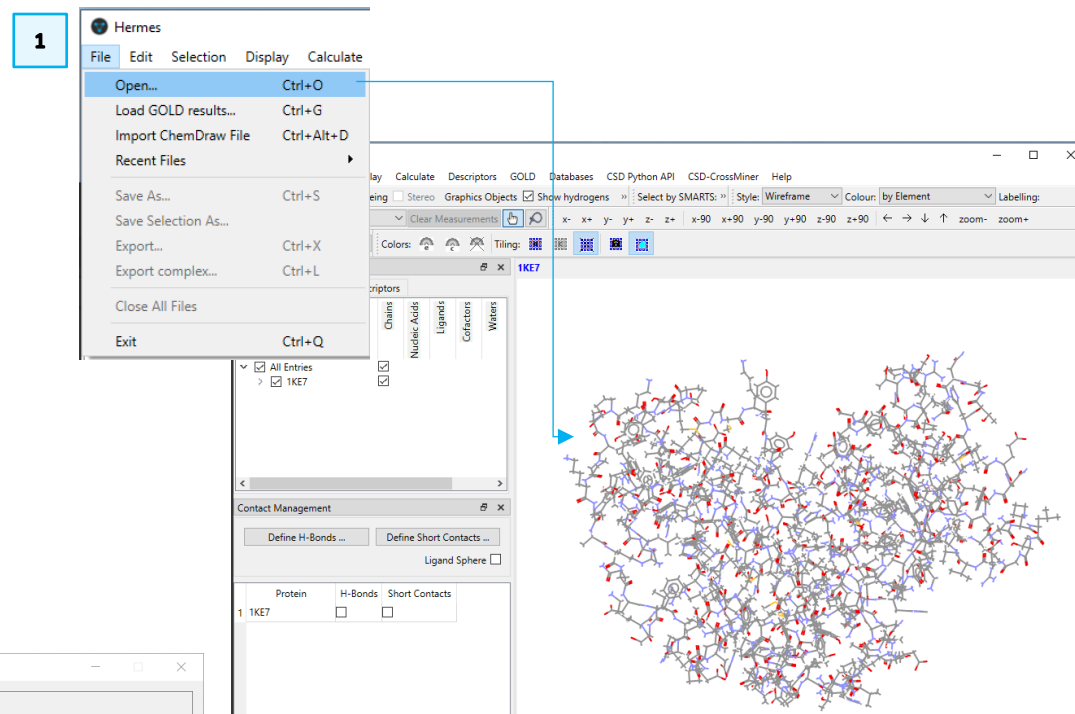 1
Hermes
File Edit Selection Display Calculate
Open... Ctrl+O
Load GOLD results... Ctrl+G
Import ChemDraw File Ctrl+Alt+D
Recent Files
Save As... Ctrl+S
Save Selection As...
Export... Ctrl+X
Export complex... Ctrl+L
Close All Files
Exit Ctrl+Q
lay Calculate Descriptors GOLD Databases CSD Python API CSD-CrossMiner Help
eing Stereo Graphics Objects Show hydrogens » Select by SMARTS: » Style: Wireframe Colour: by Element Labelling:
Clear Measurements x- x+ y- y+ z- z+ x-90 x+90 y-90 y+90 z-90 z+90 zoom- zoom+
Colors: e c Tiling:
1KE7
criptors
Chains
Nucleic Acids
Ligands
Cofactors
Waters
All Entries
1KE7
Contact Management
Define H-Bonds ... Define Short Contacts ...
Ligand Sphere
Protein H-Bonds Short Contacts
1 1KE7